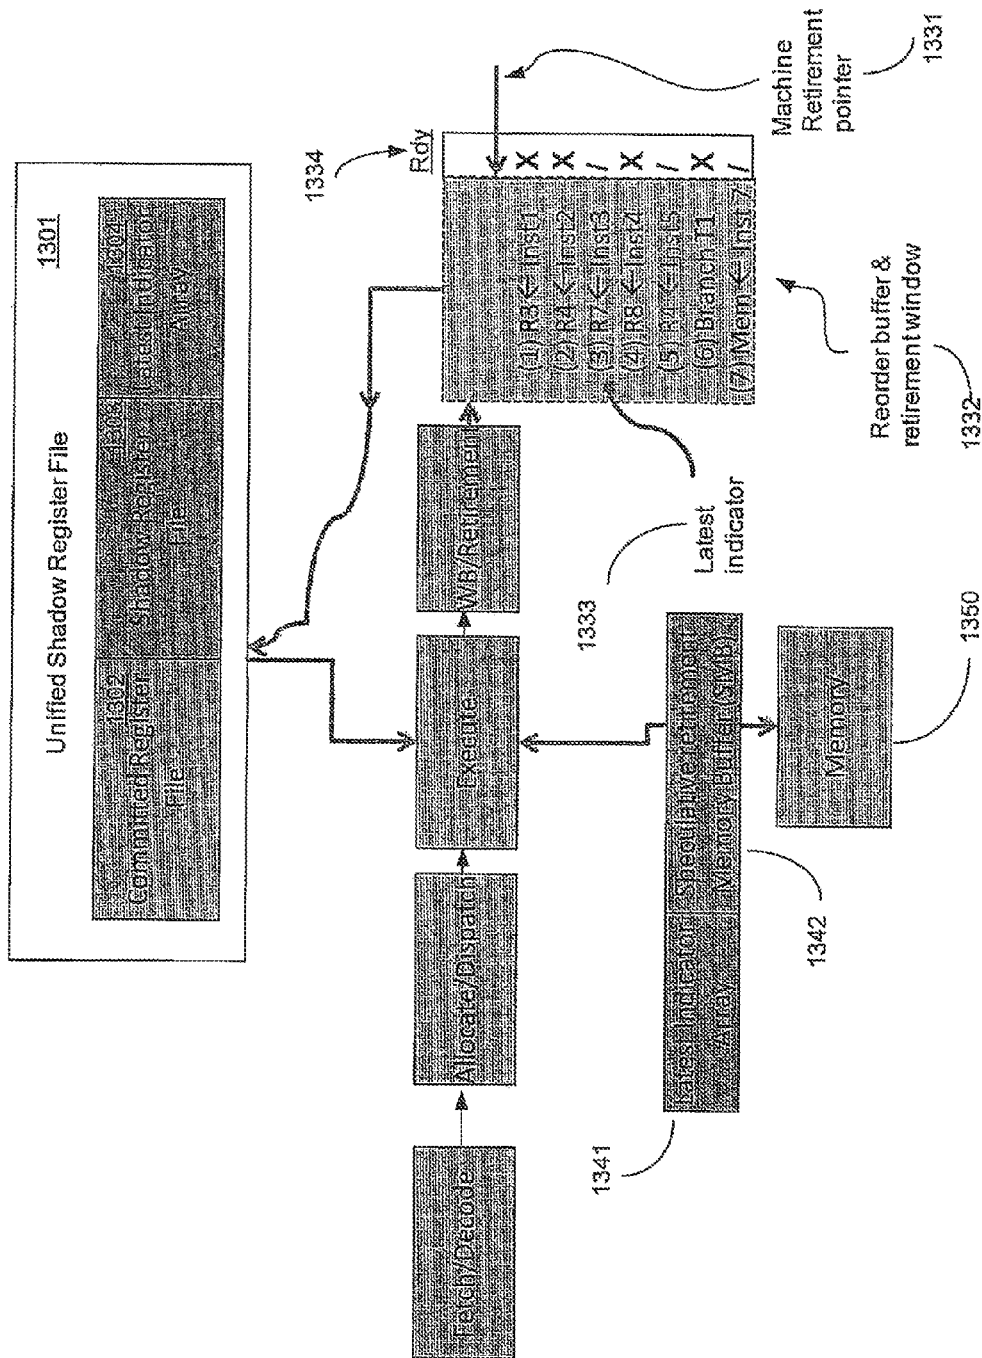 Unified Shadow Register File
1301
1302
Committed Register
File
1303
Shadow Register
File
1304
Latest Indicator
Array
Fetch/Decode
Allocate/Dispatch
Execute
WB/Retirement
1334
Rdy
(1) R3 ← Inst1 X
(2) R4 ← Inst2 X
(3) R7 ← Inst3 /
(4) R8 ← Inst4 X
(5) R4 ← Inst5 /
(6) Branch T1 X
(7) Mem ← Inst 7 /
Machine
Retirement
pointer
1331
Latest
indicator
1333
Reorder buffer &
retirement window
1332
1341
Latest Indicator
Array
Speculative retirement
Memory Buffer (SMB)
1342
Memory
1350